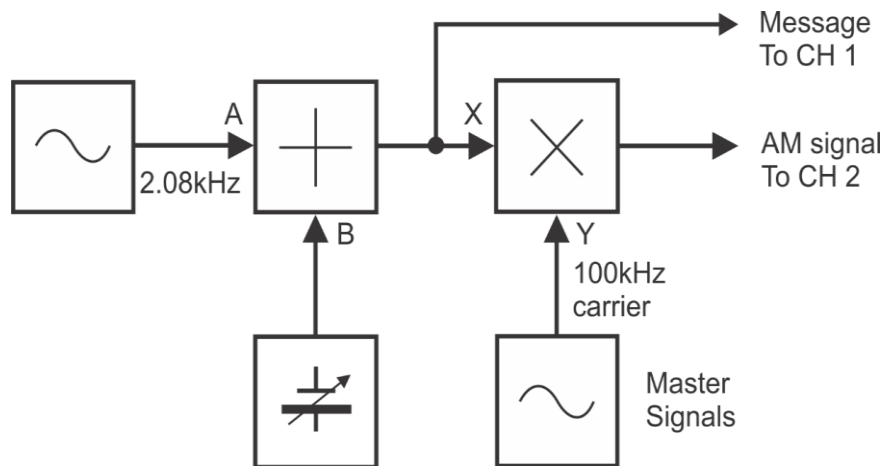 Message
To CH 1
A
X
2.08kHz
AM signal
To CH 2
B
Y
100kHz
carrier
Master
Signals